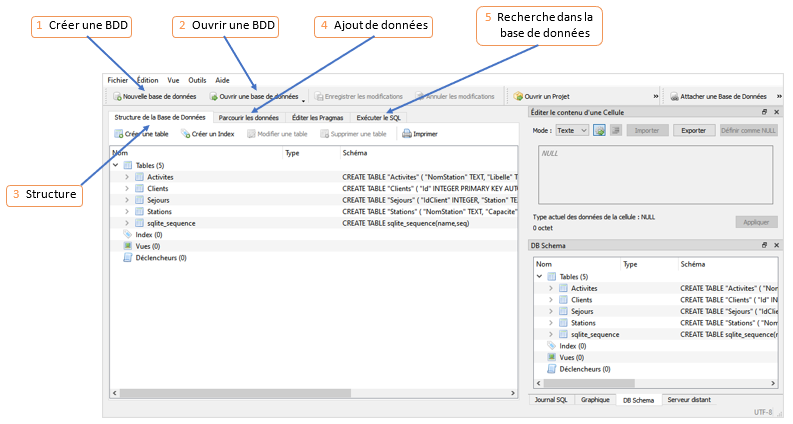 1 Créer une BDD
2 Ouvrir une BDD
4 Ajout de données
5 Recherche dans la
base de données
Fichier Édition Vue Outils Aide
Nouvelle base de données Ouvrir une base de données Enregistrer les modifications Annuler les modifications Ouvrir un Projet » Attacher une Base de Données »
Structure de la Base de Données Parcourir les données Éditer les Pragmas Exécuter le SQL
Créer une table Créer un Index Modifier une table Supprimer une table Imprimer
Nom Type Schéma
Tables (5)
Activites CREATE TABLE "Activites" ( "NomStation" TEXT, "Libelle" T
Clients CREATE TABLE "Clients" ( "Id" INTEGER PRIMARY KEY AUT
Sejours CREATE TABLE "Sejours" ( "IdClient" INTEGER, "Station" TE
Stations CREATE TABLE "Stations" ( "NomStation" TEXT, "Capacite"
sqlite_sequence CREATE TABLE sqlite_sequence(name,seq)
Index (0)
Vues (0)
Déclencheurs (0)
3 Structure
Éditer le contenu d'une Cellule
Mode : Texte Importer Exporter Définir comme NULL
NULL
Type actuel des données de la cellule : NULL
0 octet
Appliquer
DB Schema
Nom Type Schéma
Tables (5)
Activites CREATE TABLE "Activites" ( "Nom
Clients CREATE TABLE "Clients" ( "Id" IN
Sejours CREATE TABLE "Sejours" ( "IdClie
Stations CREATE TABLE "Stations" ( "Nom
sqlite_sequence CREATE TABLE sqlite_sequence(n
Index (0)
Vues (0)
Déclencheurs (0)
Journal SQL Graphique DB Schema Serveur distant
UTF-8